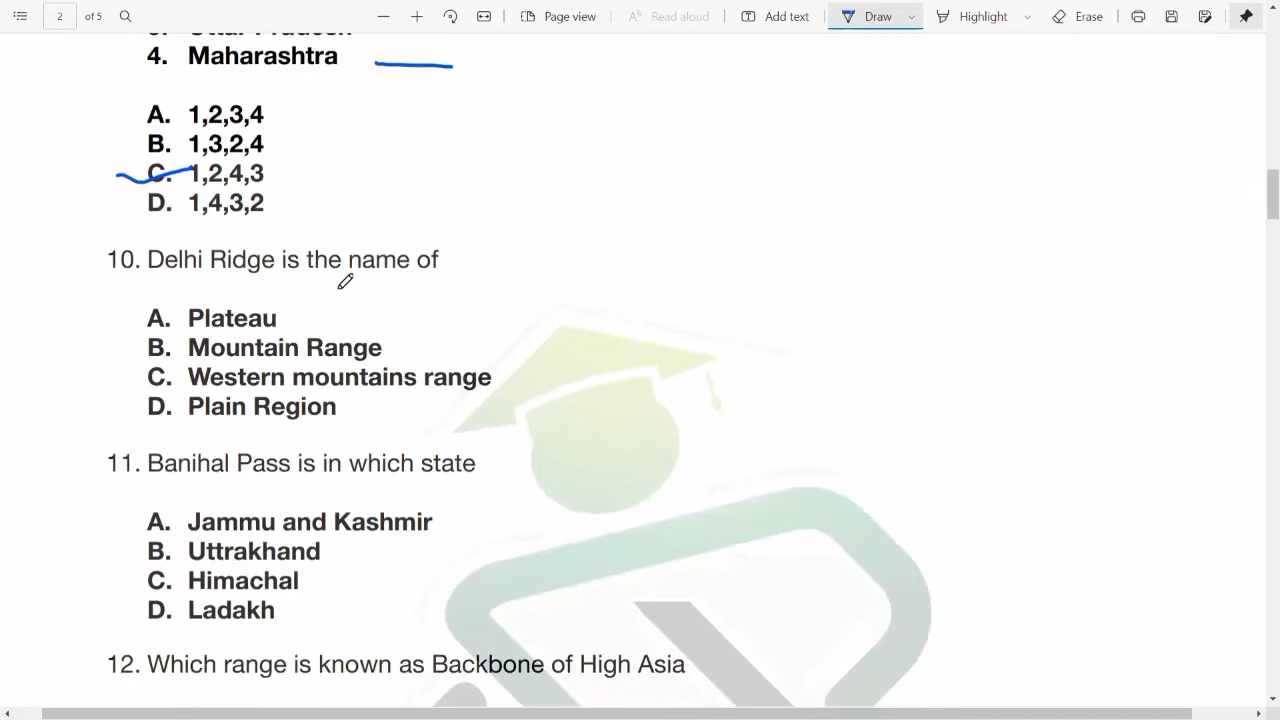 2 of 5 Page view Read aloud Add text Draw Highlight Erase
4. Maharashtra
A. 1,2,3,4
B. 1,3,2,4
C. 1,2,4,3
D. 1,4,3,2
10. Delhi Ridge is the name of
A. Plateau
B. Mountain Range
C. Western mountains range
D. Plain Region
11. Banihal Pass is in which state
A. Jammu and Kashmir
B. Uttrakhand
C. Himachal
D. Ladakh
12. Which range is known as Backbone of High Asia